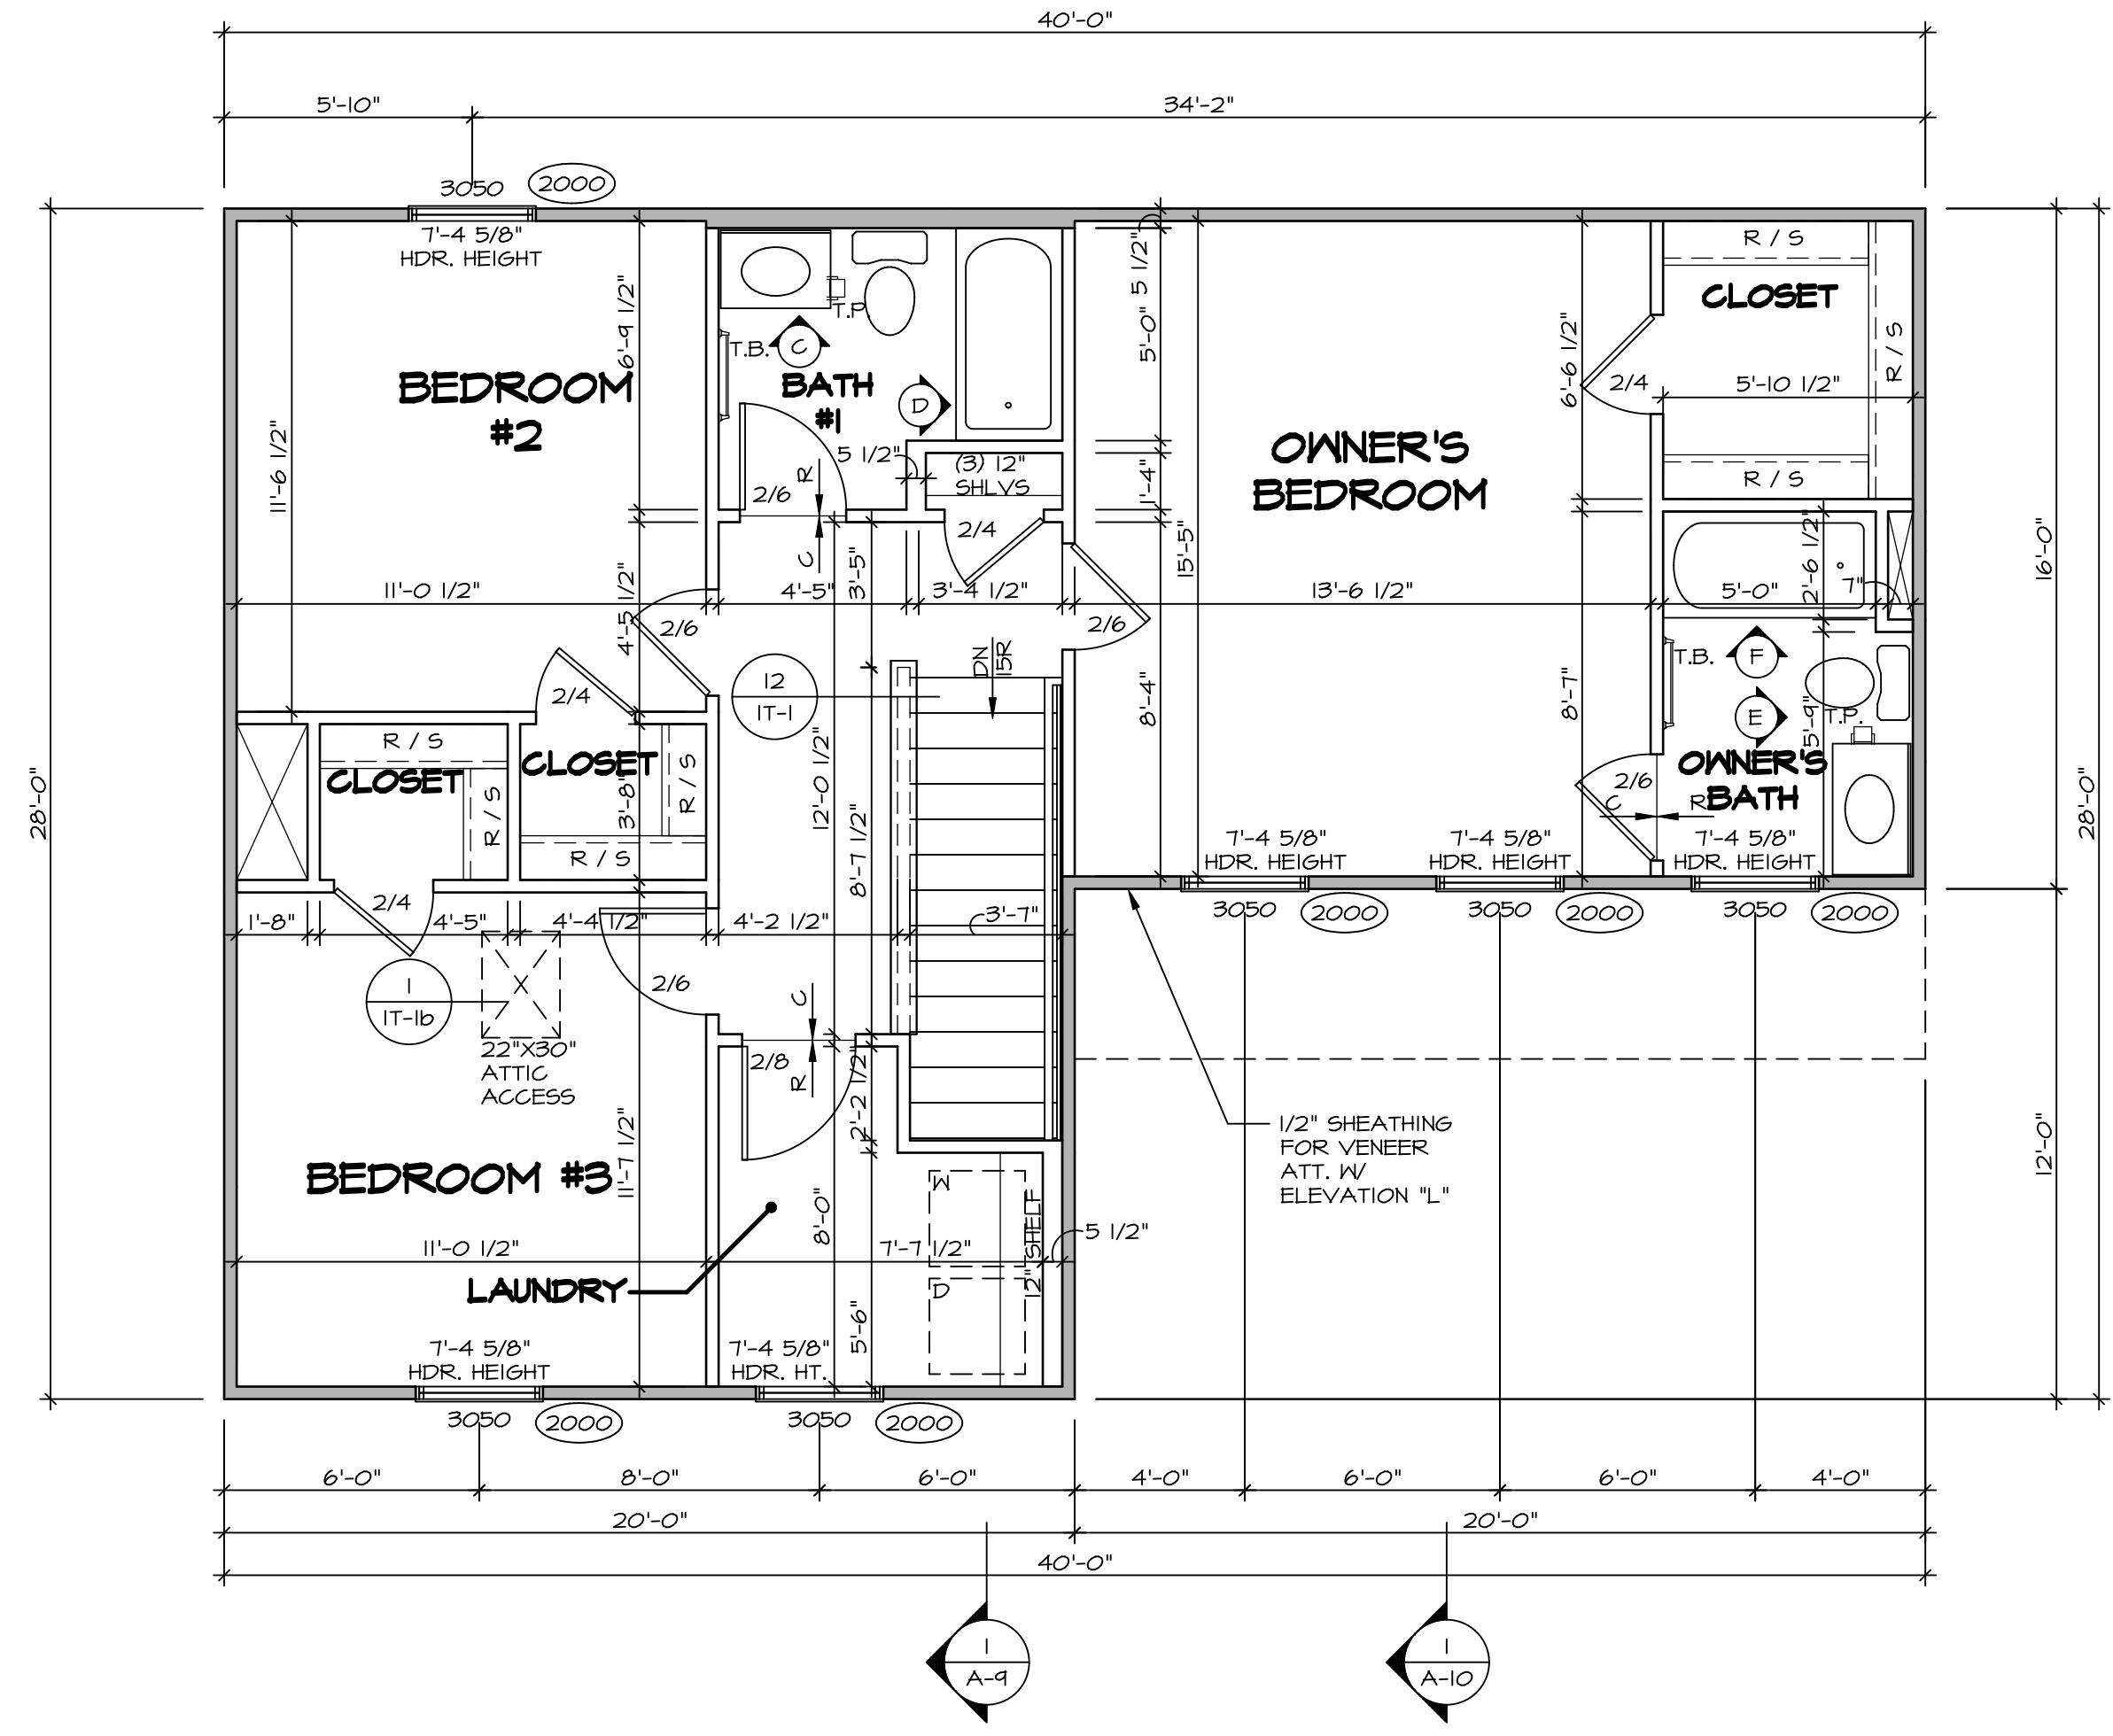 40'-0"
5'-10"
34'-2"
3050
2000
7'-4 5/8"
HDR. HEIGHT
BEDROOM
#2
11'-6 1/2"
6'-9 1/2"
T.P.
T.B.
C
BATH
#1
D
5 1/2"
(3) 12"
SHLVS
2/6
R
C
2/4
5 1/2"
5'-0"
1'-4"
15'-5"
OWNER'S
BEDROOM
6'-6 1/2"
R / S
CLOSET
R / S
2/4
5'-10 1/2"
R / S
28'-0"
16'-0"
28'-0"
12'-0"
11'-0 1/2"
4'-5 1/2"
2/6
4'-5"
3'-5"
3'-4 1/2"
2/6
13'-6 1/2"
5'-0"
2'-6 1/2"
7"
2/4
12
1T-1
DN
15R
8'-4"
8'-7"
T.B.
F
E
T.P.
5'-9"
OWNER'S
BATH
2/6
C
R
R / S
CLOSET
R / S
CLOSET
R / S
3'-8"
R / S
12'-0 1/2"
8'-7 1/2"
7'-4 5/8"
HDR. HEIGHT
7'-4 5/8"
HDR. HEIGHT
7'-4 5/8"
HDR. HEIGHT
3050
2000
3050
2000
3050
2000
1'-8"
2/4
4'-5"
4'-4 1/2"
4'-2 1/2"
3'-7"
1
1T-1b
X
22"X30"
ATTIC
ACCESS
2/6
C
R
2/8
2'-2 1/2"
1/2" SHEATHING
FOR VENEER
ATT. W/
ELEVATION "L"
BEDROOM #3
11'-7 1/2"
8'-0"
W
12" SHELF
5 1/2"
11'-0 1/2"
7'-7 1/2"
LAUNDRY
D
5'-6"
7'-4 5/8"
HDR. HEIGHT
7'-4 5/8"
HDR. HT.
3050
2000
3050
2000
6'-0"
8'-0"
6'-0"
4'-0"
6'-0"
6'-0"
4'-0"
20'-0"
20'-0"
40'-0"
1
A-9
1
A-10